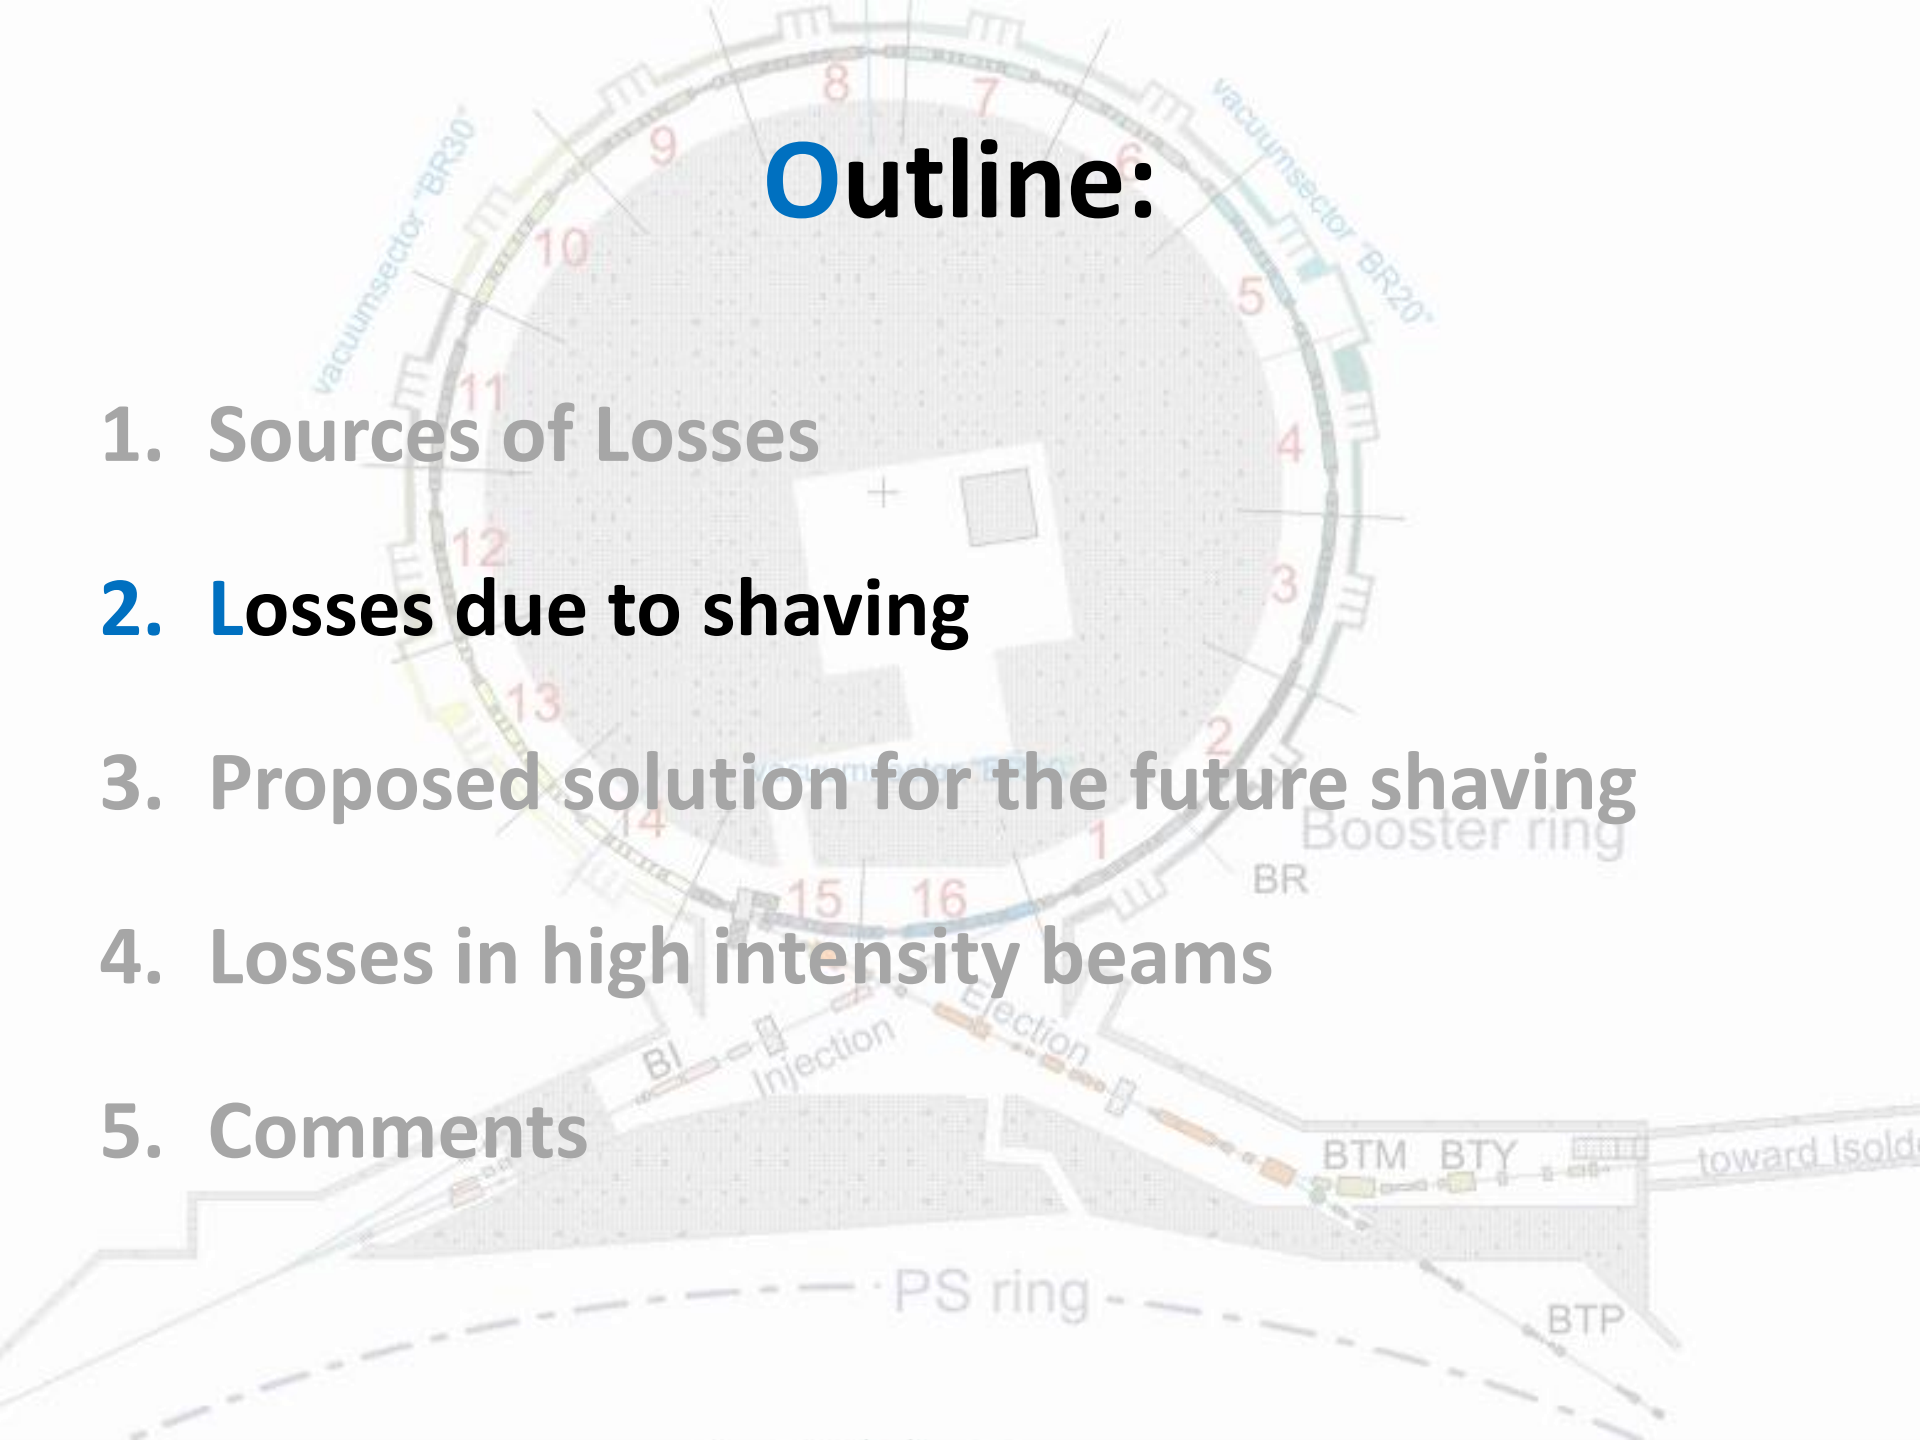 8
7
vacuumsector "BR20"
vacuumsector "BR30"
9
6
Outline:
10
5
11
1. Sources of Losses
4
12
3
2. Losses due to shaving
13
2
3. Proposed solution for the future shaving
14
1
Booster ring
BR
15
16
4. Losses in high intensity beams
Ejection
Injection
BI
5. Comments
BTM
BTY
toward Isold
PS ring
BTP